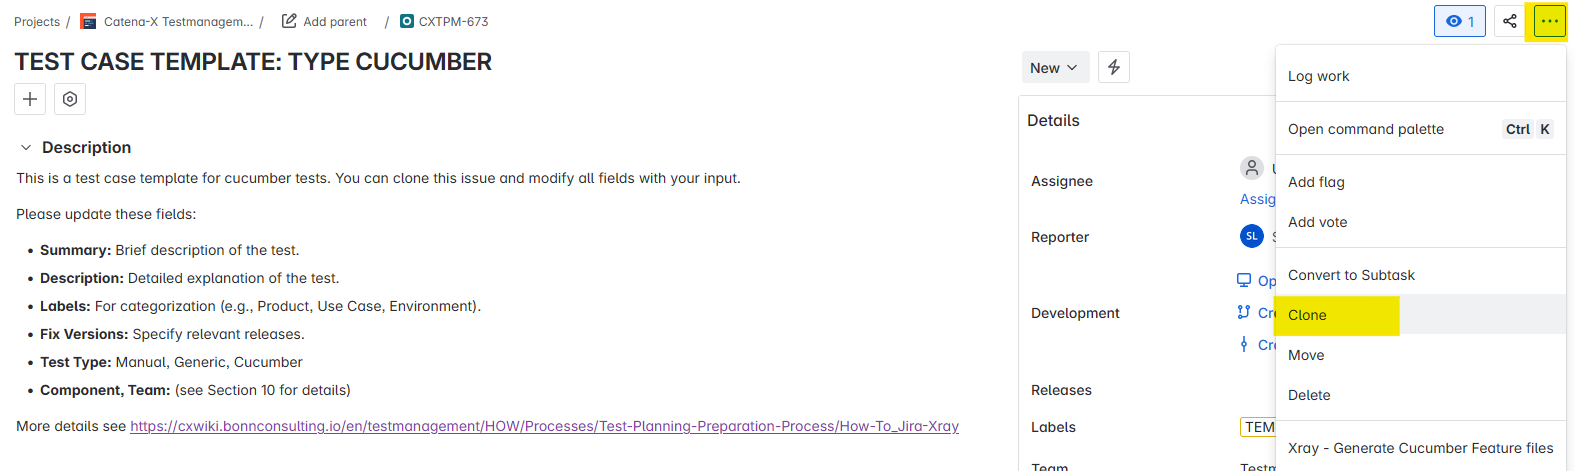 Projects / Catena-X Testmanagem... / Add parent / CXTPM-673
1
TEST CASE TEMPLATE: TYPE CUCUMBER
Description
This is a test case template for cucumber tests. You can clone this issue and modify all fields with your input.
Please update these fields:
• Summary: Brief description of the test.
• Description: Detailed explanation of the test.
• Labels: For categorization (e.g., Product, Use Case, Environment).
• Fix Versions: Specify relevant releases.
• Test Type: Manual, Generic, Cucumber
• Component, Team: (see Section 10 for details)
More details see https://cxwiki.bonnconsulting.io/en/testmanagement/HOW/Processes/Test-Planning-Preparation-Process/How-To_Jira-Xray
New
Details
Assignee
Assig
Reporter
SL
Op
Development
Cre
Cre
Releases
Labels
TEM
Team
Testm
Log work
Open command palette Ctrl K
Add flag
Add vote
Convert to Subtask
Clone
Move
Delete
Xray - Generate Cucumber Feature files